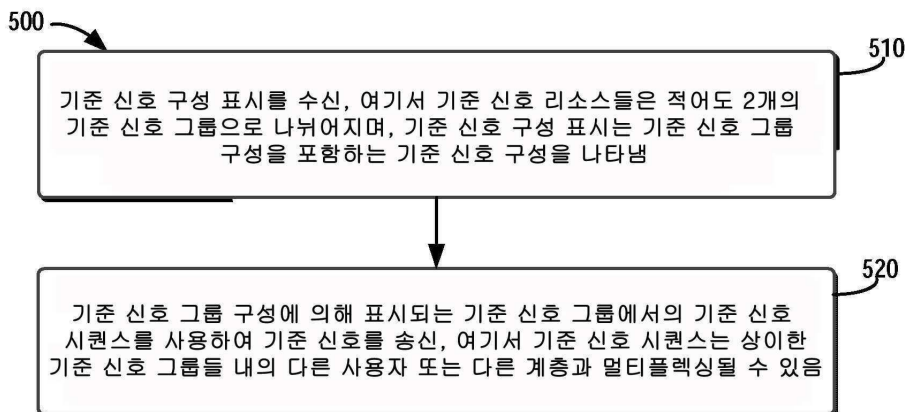 500
510
기준 신호 구성 표시를 수신, 여기서 기준 신호 리소스들은 적어도 2개의
기준 신호 그룹으로 나뉘어지며, 기준 신호 구성 표시는 기준 신호 그룹
구성을 포함하는 기준 신호 구성을 나타냄
520
기준 신호 그룹 구성에 의해 표시되는 기준 신호 그룹에서의 기준 신호
시퀀스를 사용하여 기준 신호를 송신, 여기서 기준 신호 시퀀스는 상이한
기준 신호 그룹들 내의 다른 사용자 또는 다른 계층과 멀티플렉싱될 수 있음